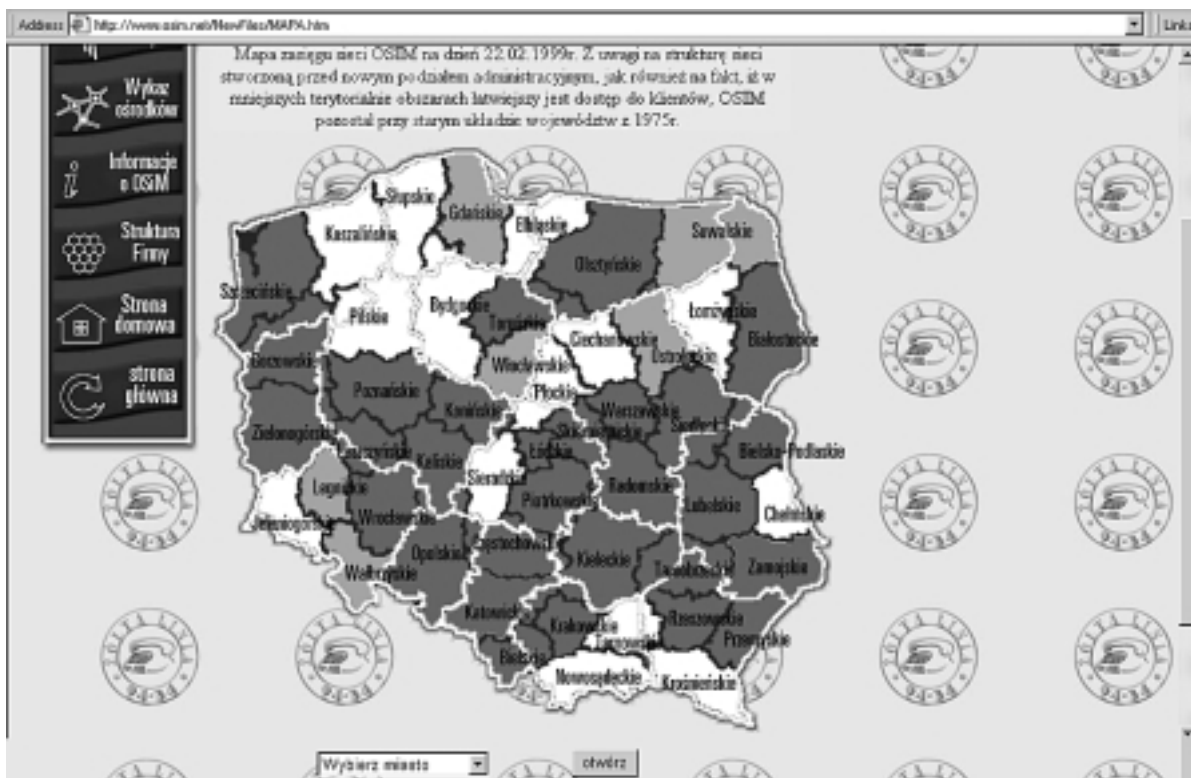 Address http://www.osim.net/NewFiles/MAPA.htm Links
Mapa zasięgu sieci OSIM na dzień 22.02.1999r. Z uwagi na strukturę sieci
stworzoną przed nowym podziałem administracyjnym, jak również na fakt, iż w
mniejszych terytorialnie obszarach łatwiejszy jest dostęp do klientów, OSIM
pozostał przy starym układzie województw z 1975r.
Wykaz
ośrodków
Informacje
o OSiM
Struktura
Firmy
Strona
domowa
strona
główna
Słupskie
Gdańskie
Elbląskie
Koszalińskie
Suwalskie
Olsztyńskie
Szczecińskie
Bydgoskie
Łomżyńskie
Pilskie
Toruńskie
Ciechanowskie
Białostockie
Ostrołęckie
Gorzowskie
Włocławskie
Poznańskie
Płockie
Konińskie
Warszawskie
Siedleckie
Zielonogórskie
Skierniewickie
Leszczyńskie
Łódzkie
Bielsko-Podlaskie
Kaliskie
Sieradzkie
Legnickie
Radomskie
Piotrkowskie
Lubelskie
Chełmskie
Jeleniogórskie
Wrocławskie
Opolskie
Częstochowskie
Kieleckie
Wałbrzyskie
Tarnobrzeskie
Zamojskie
Katowickie
Krakowskie
Rzeszowskie
Tarnowskie
Przemyskie
Bielskie
Nowosądeckie
Krośnieńskie
Wybierz miasto
otwórz